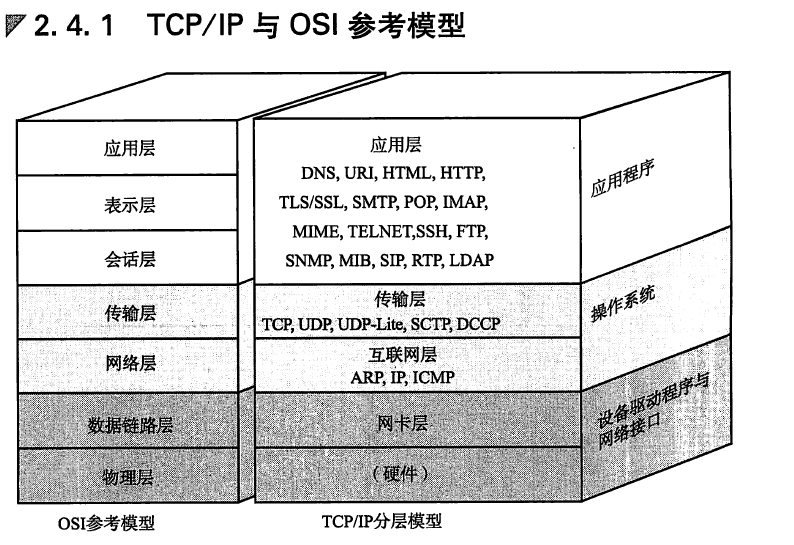 2. 4. 1 TCP/IP 与 OSI 参考模型
应用层
表示层
会话层
传输层
网络层
数据链路层
物理层
OSI参考模型
应用层
DNS, URI, HTML, HTTP,
TLS/SSL, SMTP, POP, IMAP,
MIME, TELNET,SSH, FTP,
SNMP, MIB, SIP, RTP, LDAP
传输层
TCP, UDP, UDP-Lite, SCTP, DCCP
互联网层
ARP, IP, ICMP
网卡层
（硬件）
TCP/IP分层模型
应用程序
操作系统
设备驱动程序与
网络接口